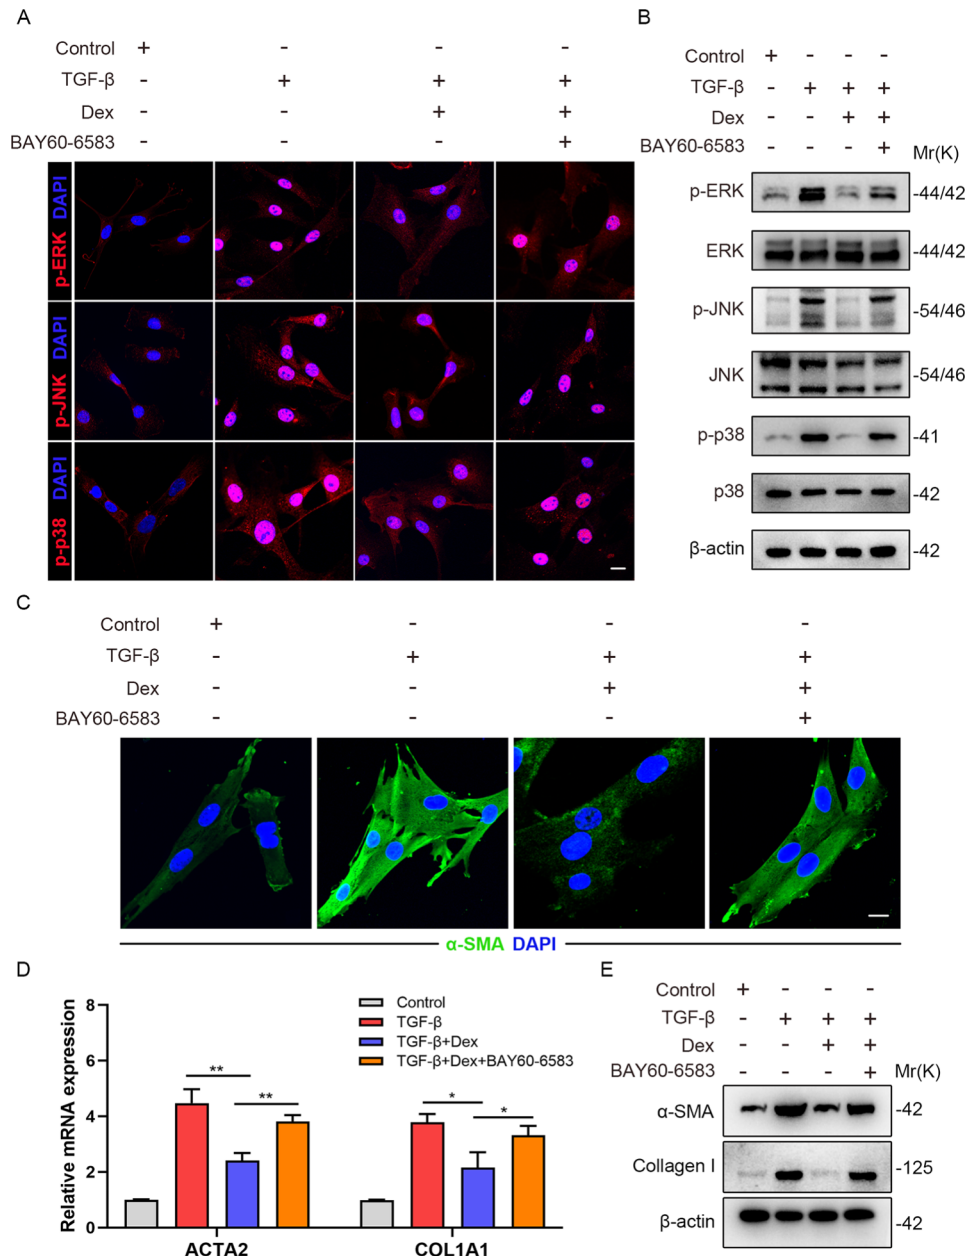 A
Control + - - -
TGF-β - + + +
Dex - - + +
BAY60-6583 - - - +
p-ERK DAPI
p-JNK DAPI
p-p38 DAPI
B
Control + - - -
TGF-β - + + +
Dex - - + +
BAY60-6583 - - - +
Mr(K)
p-ERK -44/42
ERK -44/42
p-JNK -54/46
JNK -54/46
p-p38 -41
p38 -42
β-actin -42
C
Control + - - -
TGF-β - + + +
Dex - - + +
BAY60-6583 - - - +
α-SMA DAPI
D
Relative mRNA expression
8
6
4
2
0
Control
TGF-β
TGF-β+Dex
TGF-β+Dex+BAY60-6583
** ** * *
ACTA2 COL1A1
E
Control + - - -
TGF-β - + + +
Dex - - + +
BAY60-6583 - - - + Mr(K)
α-SMA -42
Collagen I -125
β-actin -42